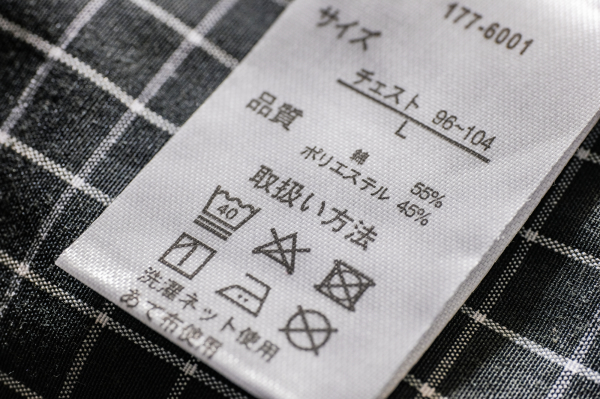 177-6001
サイズ
チェスト 96~104
L
品質
綿 55%
ポリエステル 45%
取扱い方法
40
洗濯ネット使用
あて布使用